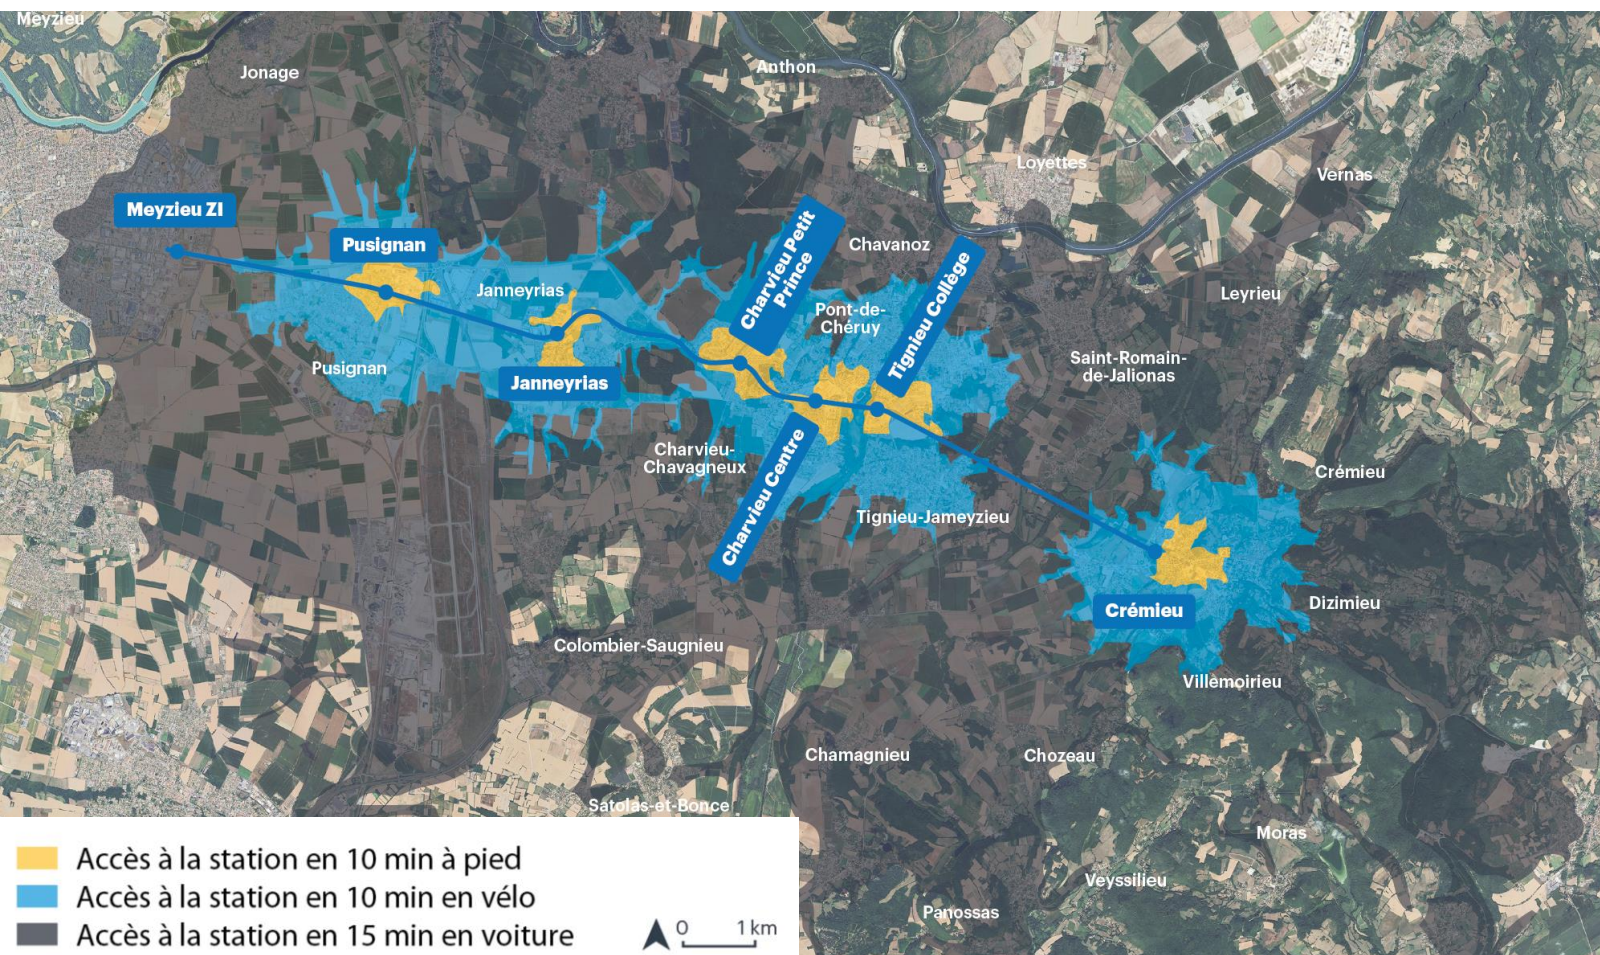 Meyzieu
Jonage
Anthon
Loyettes
Vernas
Meyzieu ZI
Pusignan
Charvieu Petit
Prince
Chavanoz
Tignieu Collège
Janneyrias
Leyrieu
Pont-de-
Chéruy
Pusignan
Janneyrias
Saint-Romain-
de-Jalionas
Charvieu-
Chavagneux
Charvieu Centre
Crémieu
Tignieu-Jameyzieu
Crémieu
Dizimieu
Colombier-Saugnieu
Villemoirieu
Chamagnieu
Chozeau
Satolas-et-Bonce
Moras
Veyssilieu
Panossas
Accès à la station en 10 min à pied
Accès à la station en 10 min en vélo
Accès à la station en 15 min en voiture
0 1 km